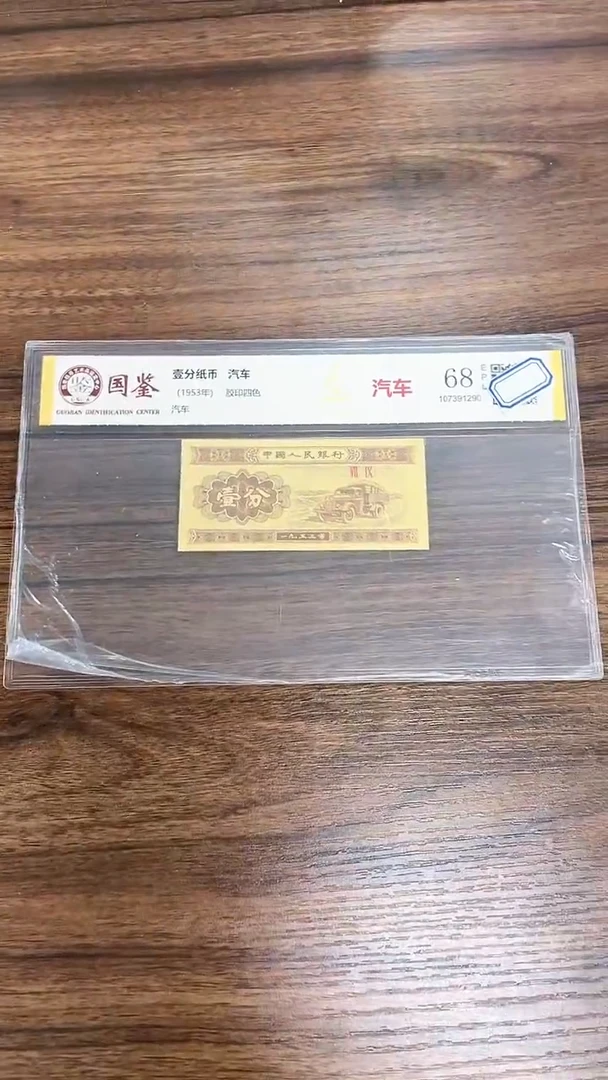 国鉴
GUOJIAN IDENTIFICATION CENTER
壹分纸币 汽车
(1953年) 胶印四色
汽车
汽车
68
E
P
107391290
中国人民银行
壹分
一九五三年